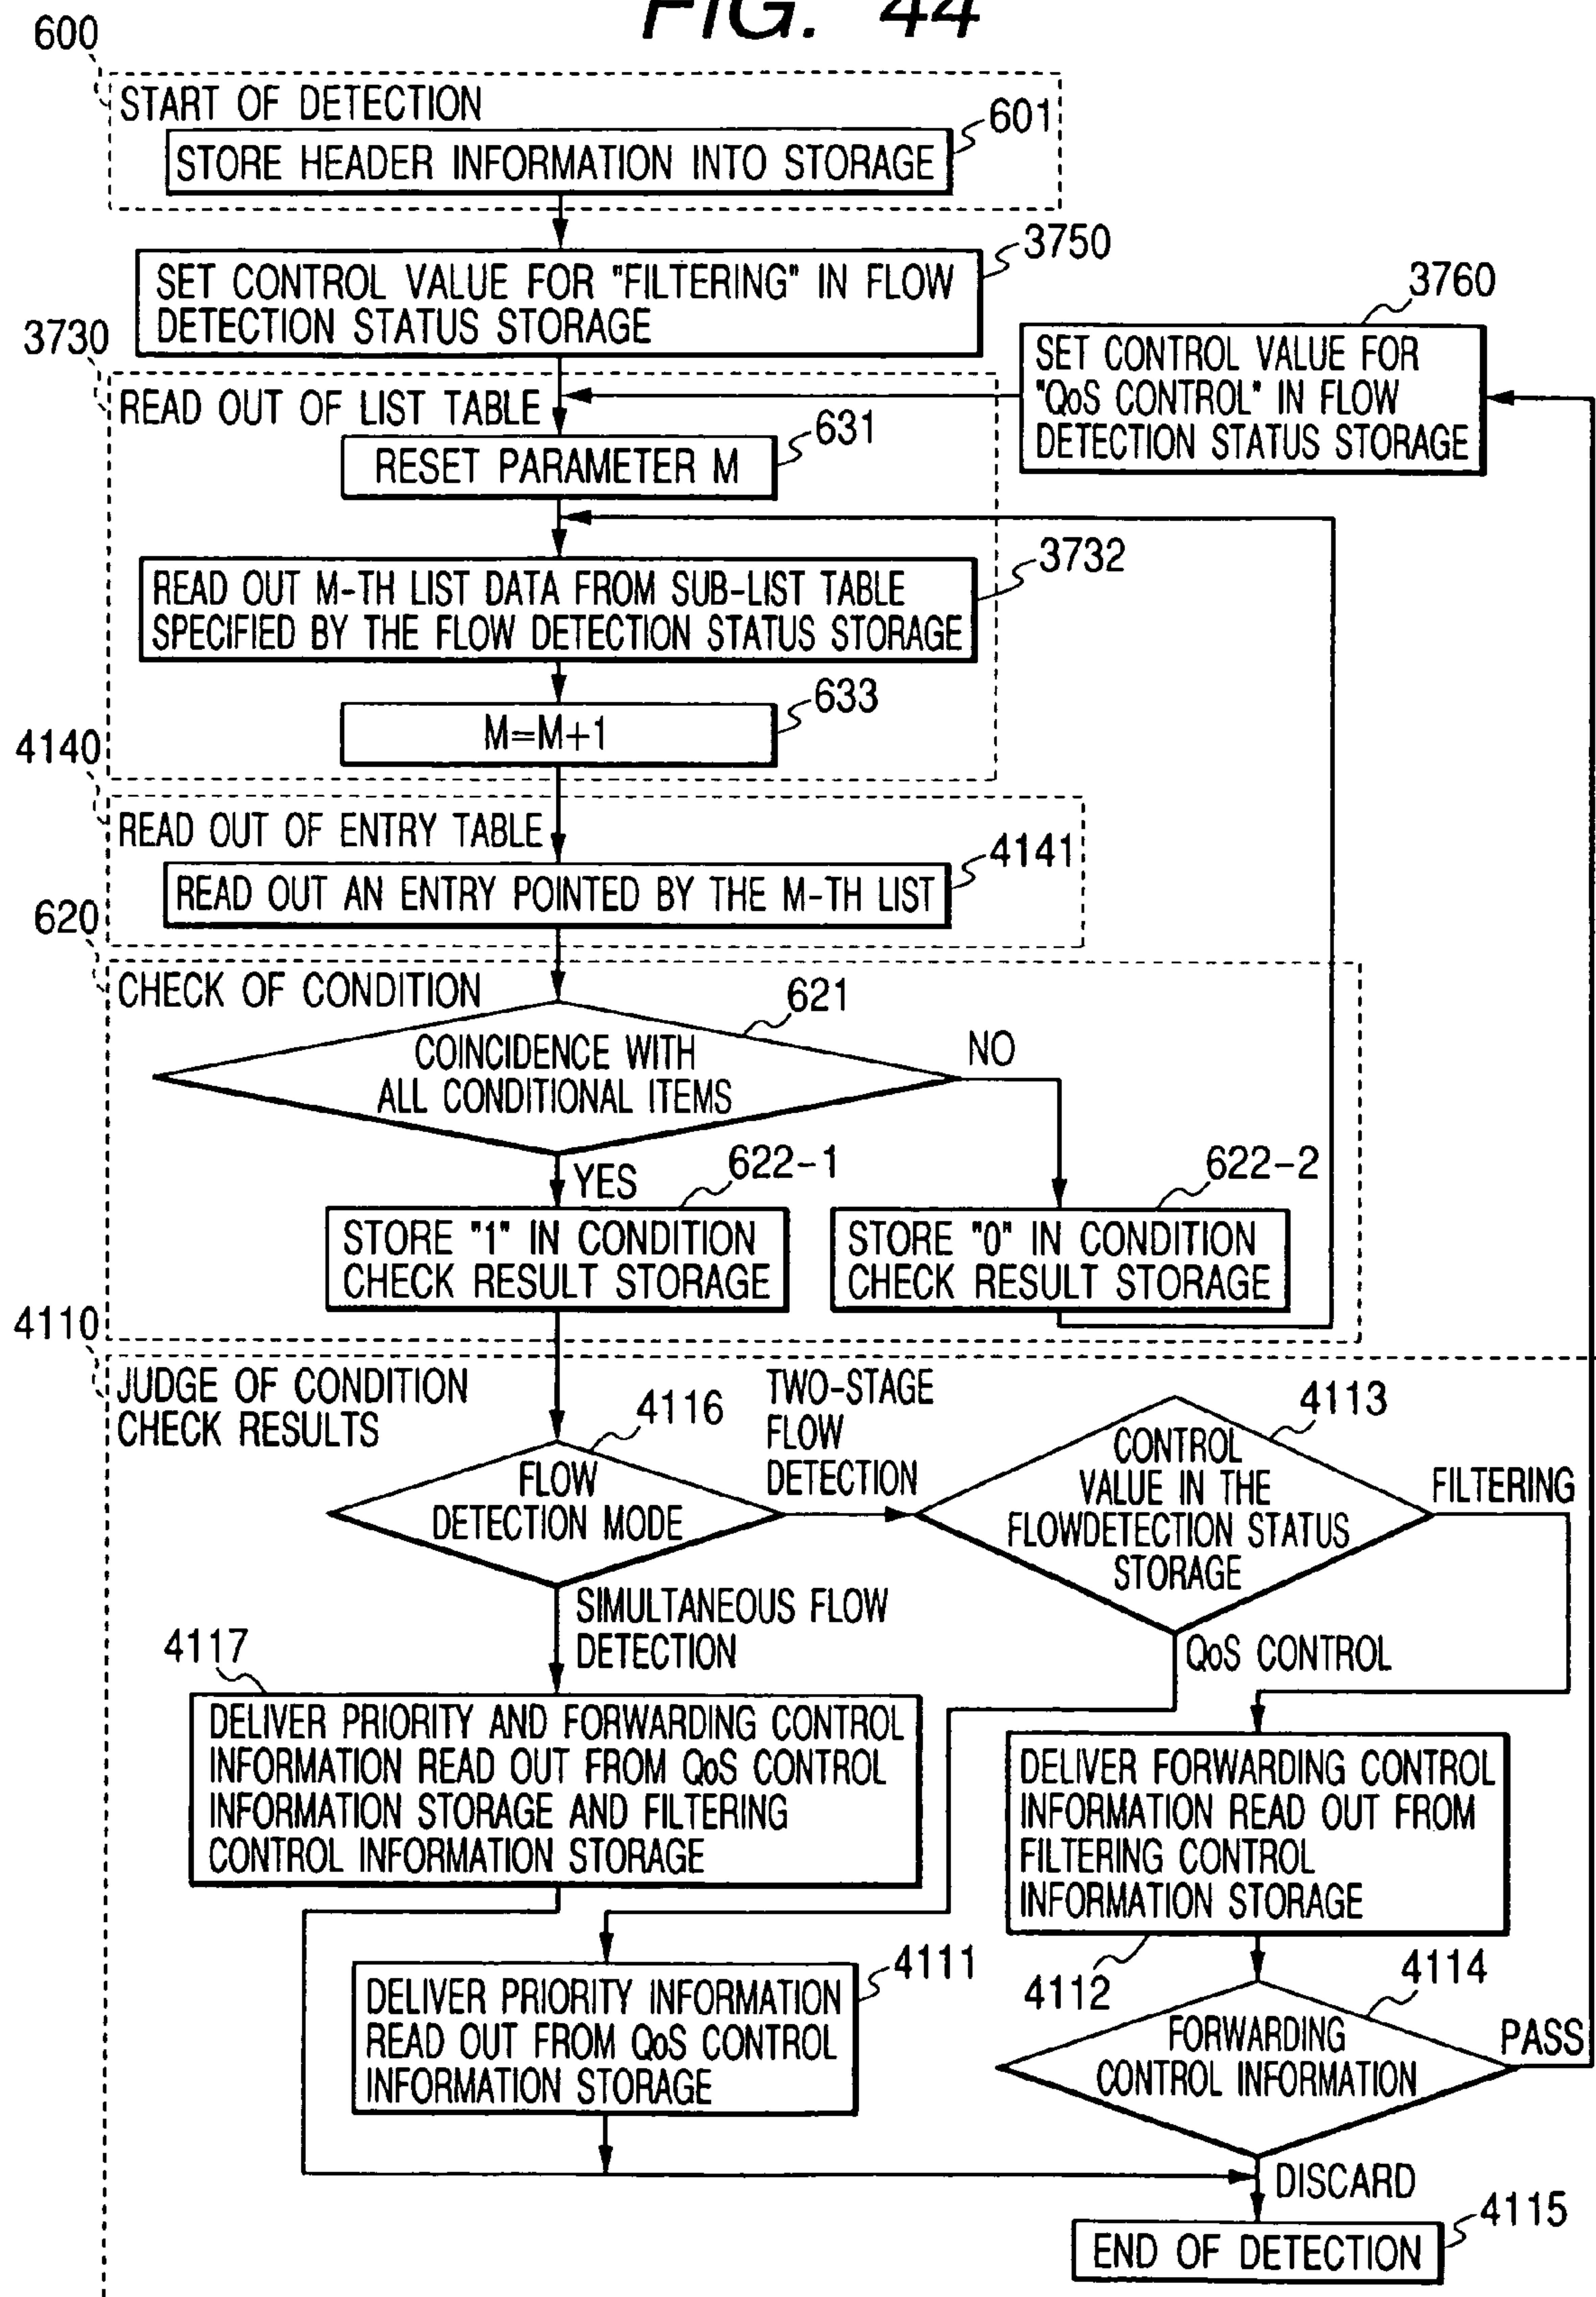 FIG. 44
600
START OF DETECTION
601
STORE HEADER INFORMATION INTO STORAGE
3750
SET CONTROL VALUE FOR "FILTERING" IN FLOW
DETECTION STATUS STORAGE
3760
SET CONTROL VALUE FOR
"QoS CONTROL" IN FLOW
DETECTION STATUS STORAGE
3730
READ OUT OF LIST TABLE
631
RESET PARAMETER M
3732
READ OUT M-TH LIST DATA FROM SUB-LIST TABLE
SPECIFIED BY THE FLOW DETECTION STATUS STORAGE
633
M=M+1
4140
READ OUT OF ENTRY TABLE
4141
READ OUT AN ENTRY POINTED BY THE M-TH LIST
620
CHECK OF CONDITION
621
COINCIDENCE WITH
ALL CONDITIONAL ITEMS
NO
YES
622-1
STORE "1" IN CONDITION
CHECK RESULT STORAGE
622-2
STORE "0" IN CONDITION
CHECK RESULT STORAGE
4110
JUDGE OF CONDITION
CHECK RESULTS
4116
FLOW
DETECTION MODE
TWO-STAGE
FLOW
DETECTION
4113
CONTROL
VALUE IN THE
FLOWDETECTION STATUS
STORAGE
FILTERING
SIMULTANEOUS FLOW
DETECTION
QoS CONTROL
4117
DELIVER PRIORITY AND FORWARDING CONTROL
INFORMATION READ OUT FROM QoS CONTROL
INFORMATION STORAGE AND FILTERING
CONTROL INFORMATION STORAGE
DELIVER FORWARDING CONTROL
INFORMATION READ OUT FROM
FILTERING CONTROL
INFORMATION STORAGE
4111
DELIVER PRIORITY INFORMATION
READ OUT FROM QoS CONTROL
INFORMATION STORAGE
4112
4114
FORWARDING
CONTROL INFORMATION
PASS
DISCARD
4115
END OF DETECTION